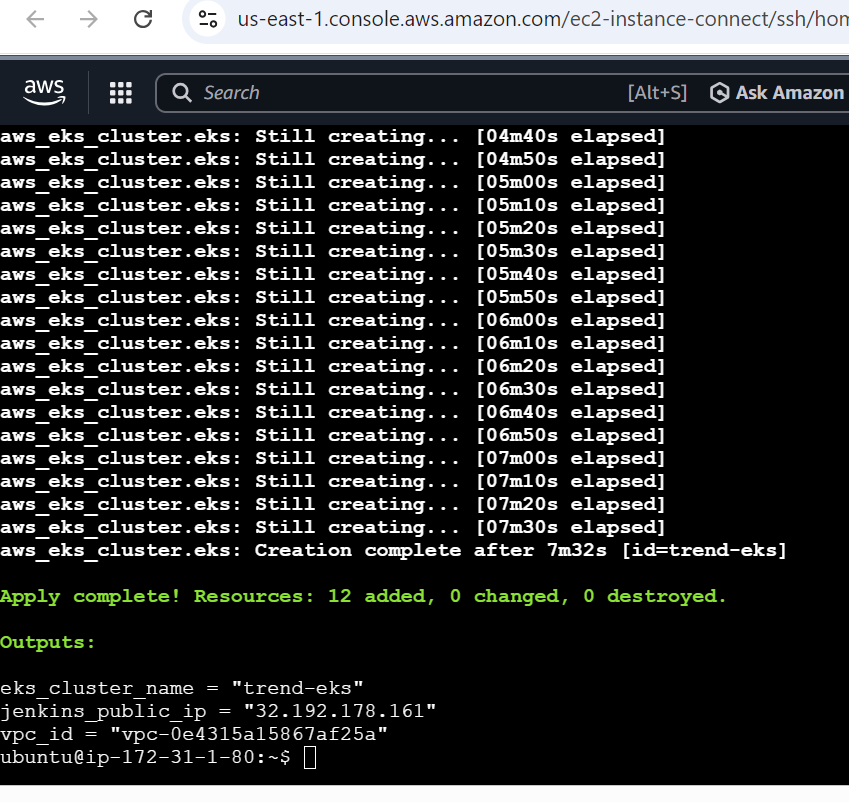 us-east-1.console.aws.amazon.com/ec2-instance-connect/ssh/hom
aws Search [Alt+S] Ask Amazon
aws_eks_cluster.eks: Still creating... [04m40s elapsed]
aws_eks_cluster.eks: Still creating... [04m50s elapsed]
aws_eks_cluster.eks: Still creating... [05m00s elapsed]
aws_eks_cluster.eks: Still creating... [05m10s elapsed]
aws_eks_cluster.eks: Still creating... [05m20s elapsed]
aws_eks_cluster.eks: Still creating... [05m30s elapsed]
aws_eks_cluster.eks: Still creating... [05m40s elapsed]
aws_eks_cluster.eks: Still creating... [05m50s elapsed]
aws_eks_cluster.eks: Still creating... [06m00s elapsed]
aws_eks_cluster.eks: Still creating... [06m10s elapsed]
aws_eks_cluster.eks: Still creating... [06m20s elapsed]
aws_eks_cluster.eks: Still creating... [06m30s elapsed]
aws_eks_cluster.eks: Still creating... [06m40s elapsed]
aws_eks_cluster.eks: Still creating... [06m50s elapsed]
aws_eks_cluster.eks: Still creating... [07m00s elapsed]
aws_eks_cluster.eks: Still creating... [07m10s elapsed]
aws_eks_cluster.eks: Still creating... [07m20s elapsed]
aws_eks_cluster.eks: Still creating... [07m30s elapsed]
aws_eks_cluster.eks: Creation complete after 7m32s [id=trend-eks]
Apply complete! Resources: 12 added, 0 changed, 0 destroyed.
Outputs:
eks_cluster_name = "trend-eks"
jenkins_public_ip = "32.192.178.161"
vpc_id = "vpc-0e4315a15867af25a"
ubuntu@ip-172-31-1-80:~$